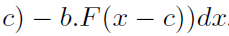 c) − b.F(x − c))dx.